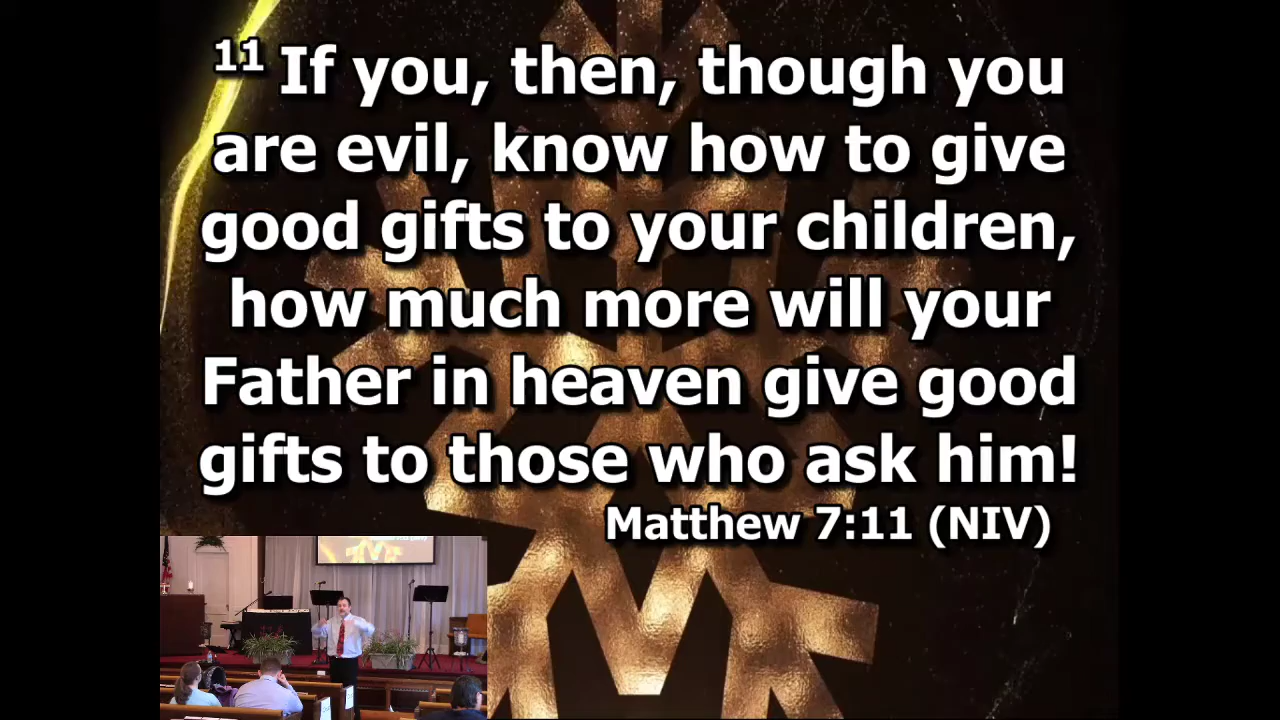 11 If you, then, though you
are evil, know how to give
good gifts to your children,
how much more will your
Father in heaven give good
gifts to those who ask him!
Matthew 7:11 (NIV)